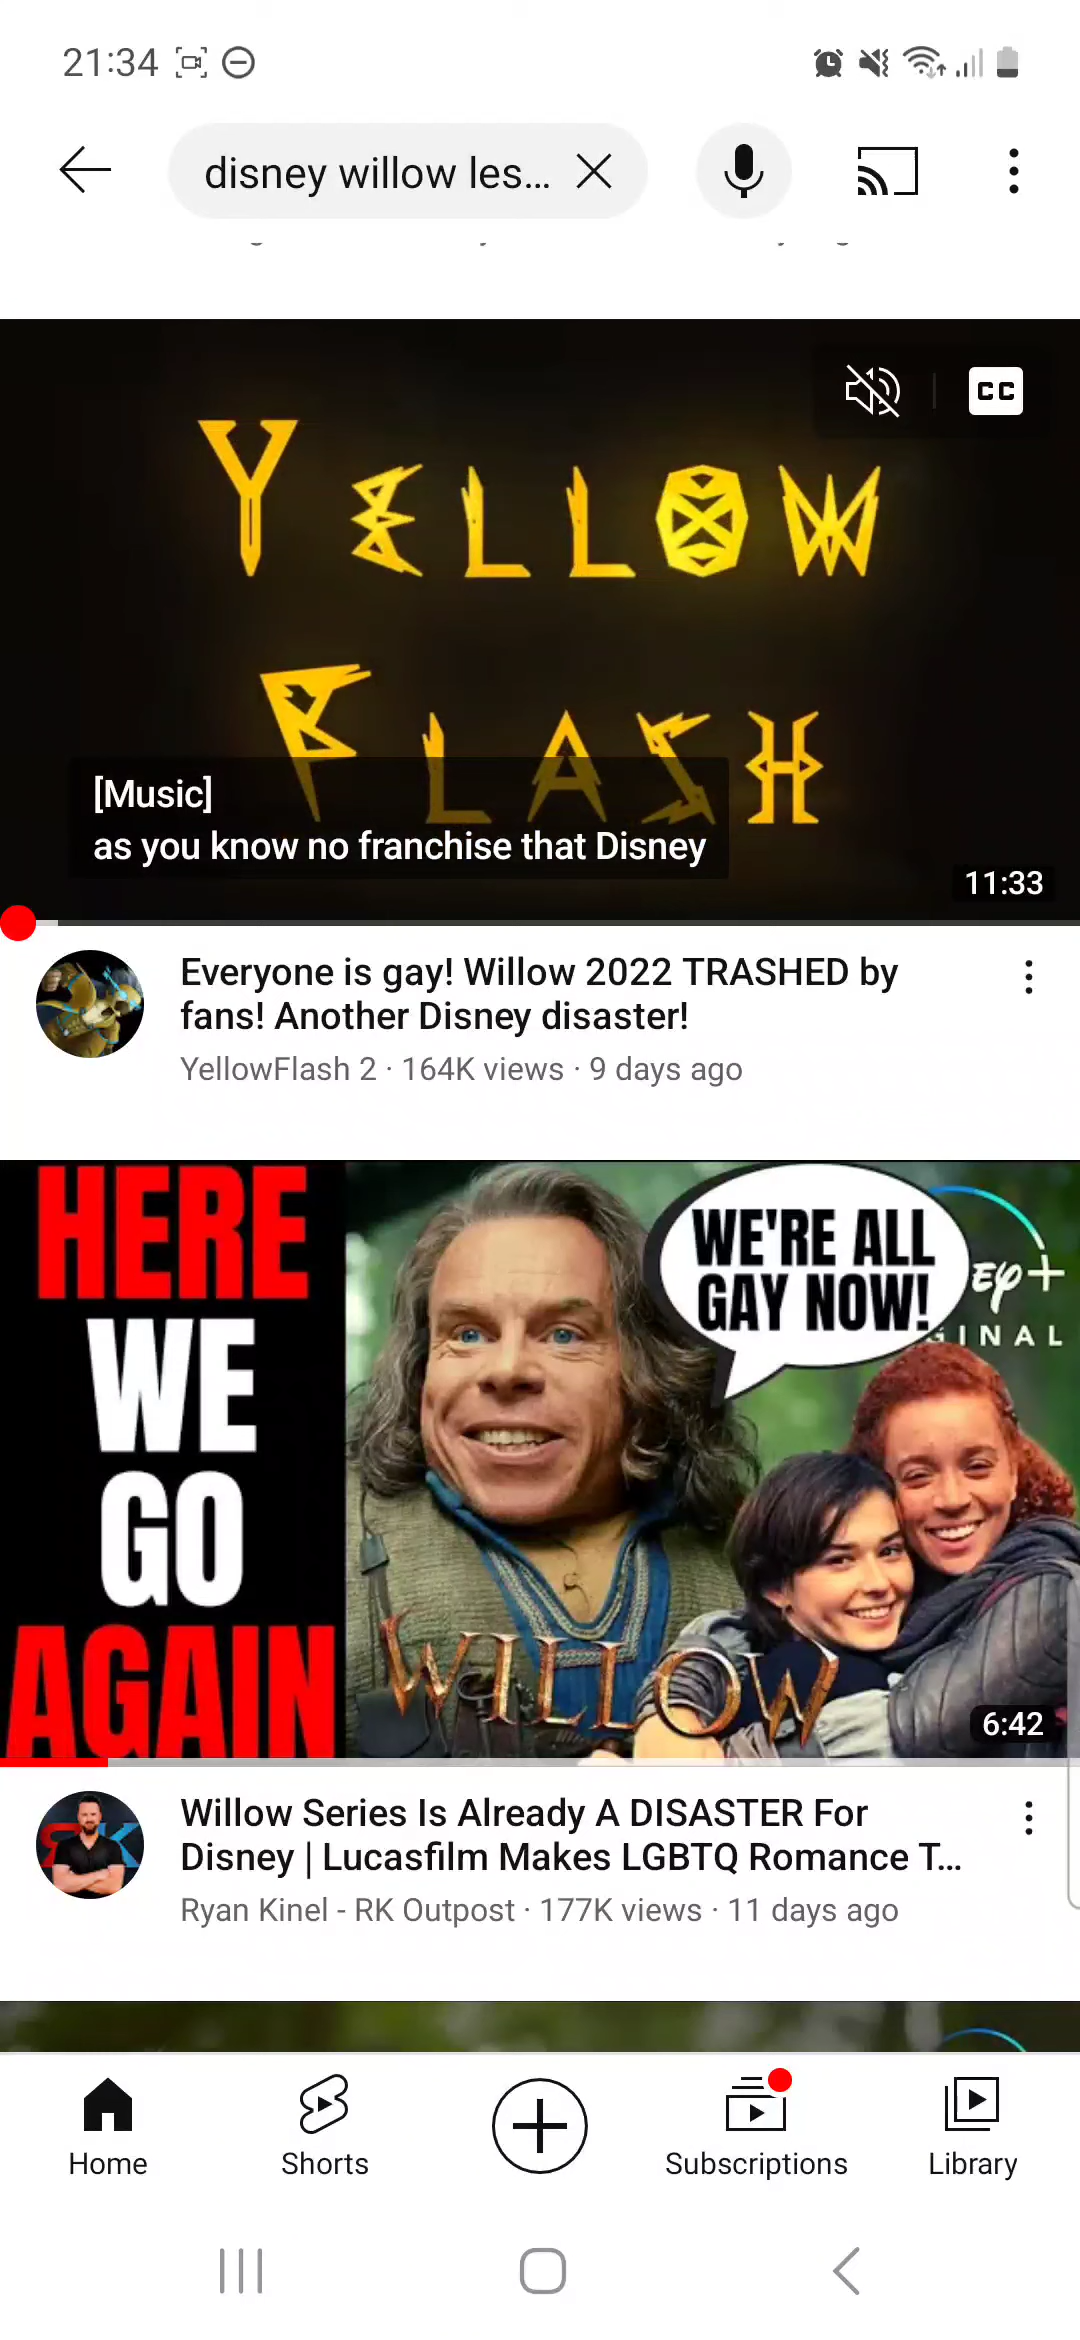 21:34
disney willow les...
YELLOW
CC
FLASH
[Music]
as you know no franchise that Disney
11:33
Everyone is gay! Willow 2022 TRASHED by
fans! Another Disney disaster!
YellowFlash 2 · 164K views · 9 days ago
HERE
WE
GO
AGAIN
WE'RE ALL
GAY NOW!
EY+
INAL
WILLOW
6:42
Willow Series Is Already A DISASTER For
Disney | Lucasfilm Makes LGBTQ Romance T...
Ryan Kinel - RK Outpost · 177K views · 11 days ago
Home
Shorts
Subscriptions
Library